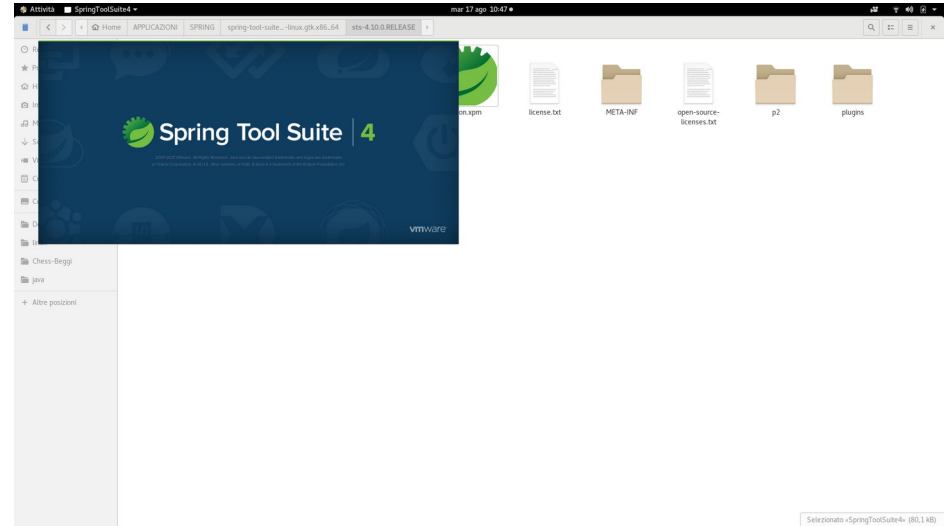 Attività SpringToolSuite4
mar 17 ago 10:47
Home APPLICAZIONI SPRING spring-tool-suite...-linux.gtk.x86..64 sts-4.10.0.RELEASE
Spring Tool Suite 4
vmware
on.xpm license.txt META-INF open-source-licenses.txt p2 plugins
Chess-Beggi
java
+ Altre posizioni
Selezionato «SpringToolSuite4» (80,1 kB)